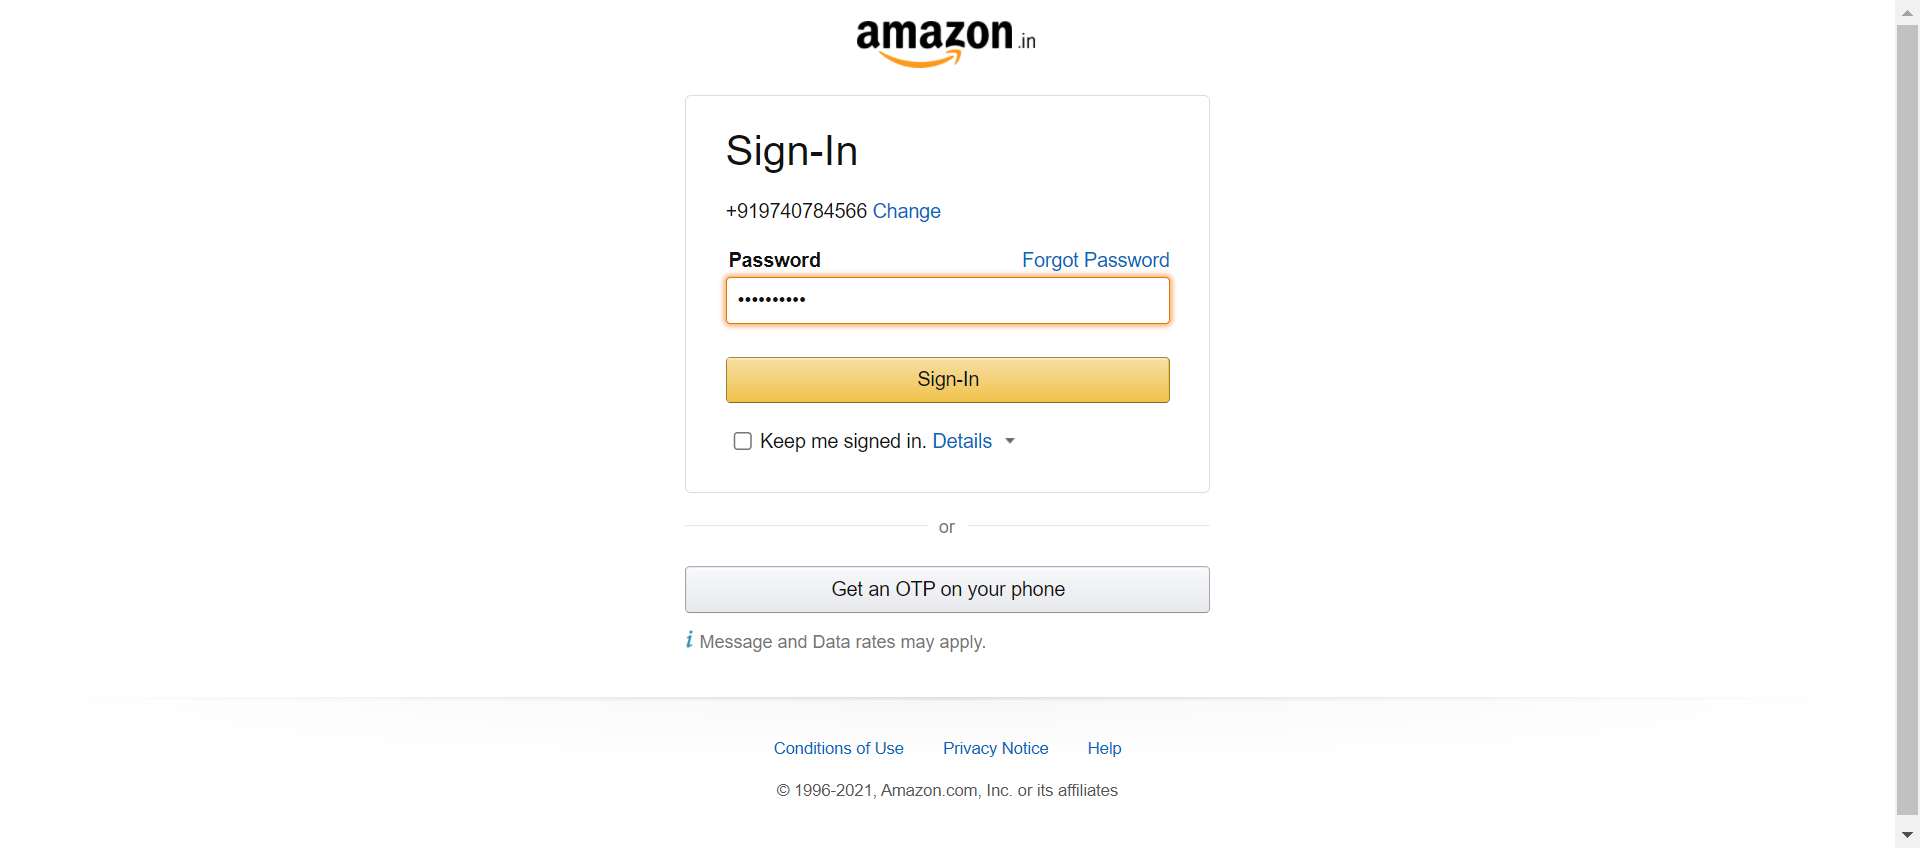 amazon.in
Sign-In
+919740784566 Change
Password Forgot Password
••••••••••
Sign-In
Keep me signed in. Details
or
Get an OTP on your phone
i Message and Data rates may apply.
Conditions of Use Privacy Notice Help
© 1996-2021, Amazon.com, Inc. or its affiliates